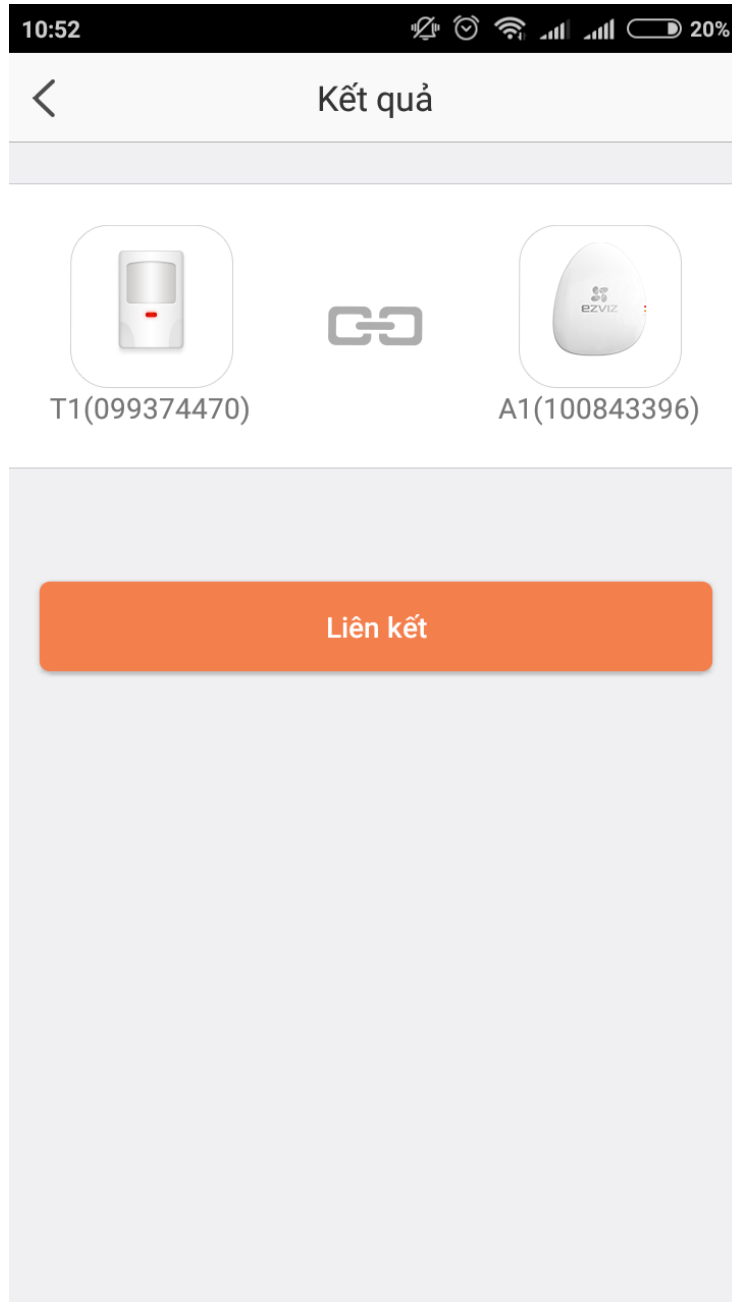 10:52
20%
Kết quả
ezviz
T1(099374470)
A1(100843396)
Liên kết